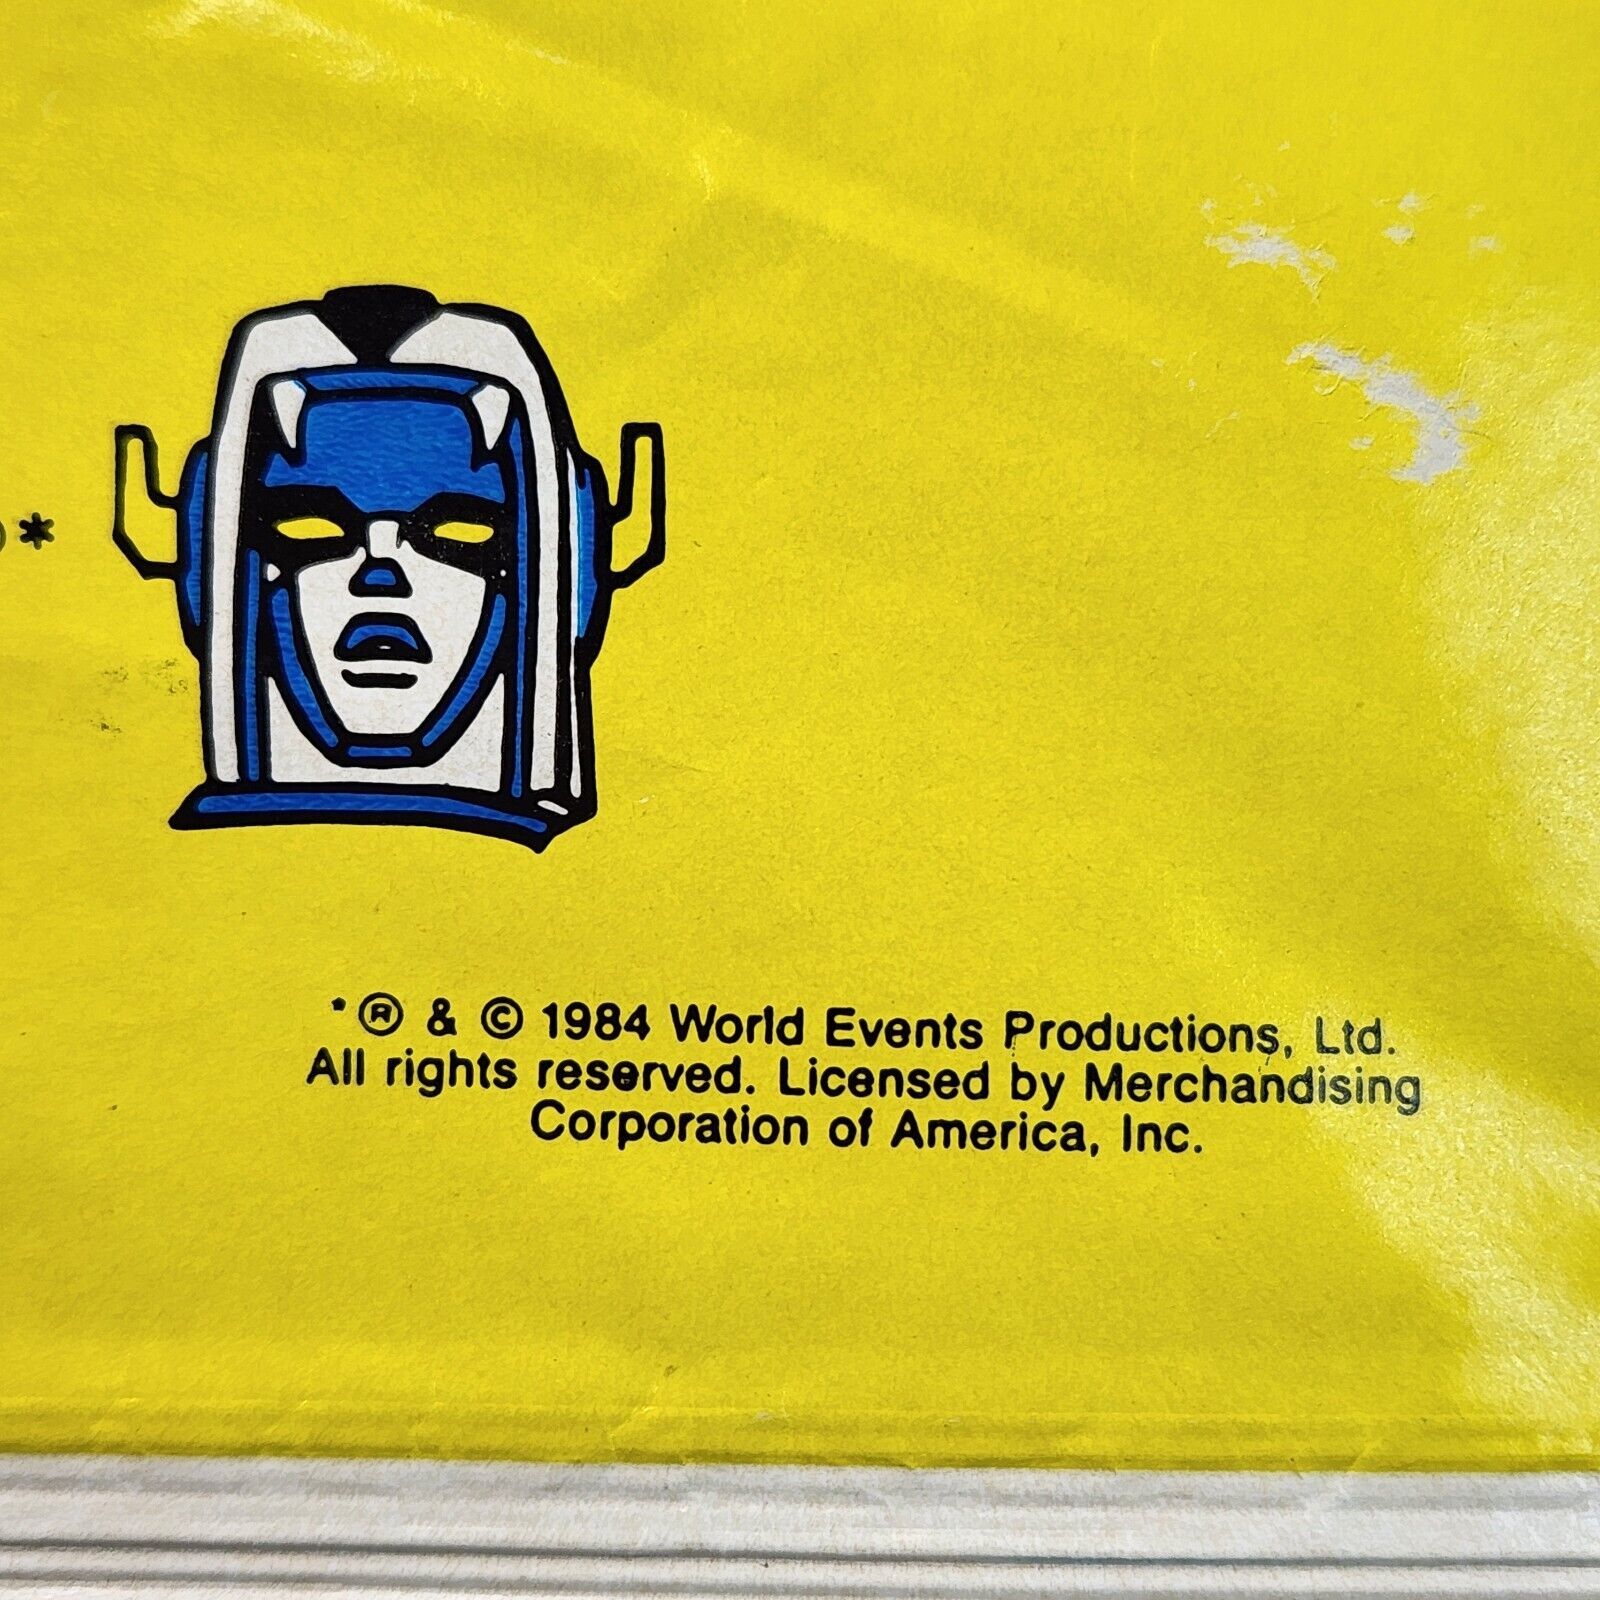 *
*® & © 1984 World Events Productions, Ltd.
All rights reserved. Licensed by Merchandising
Corporation of America, Inc.